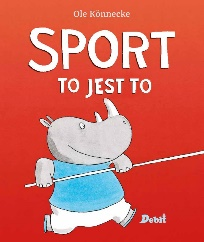 Ole Könnecke
SPORT
TO JEST TO
Debit